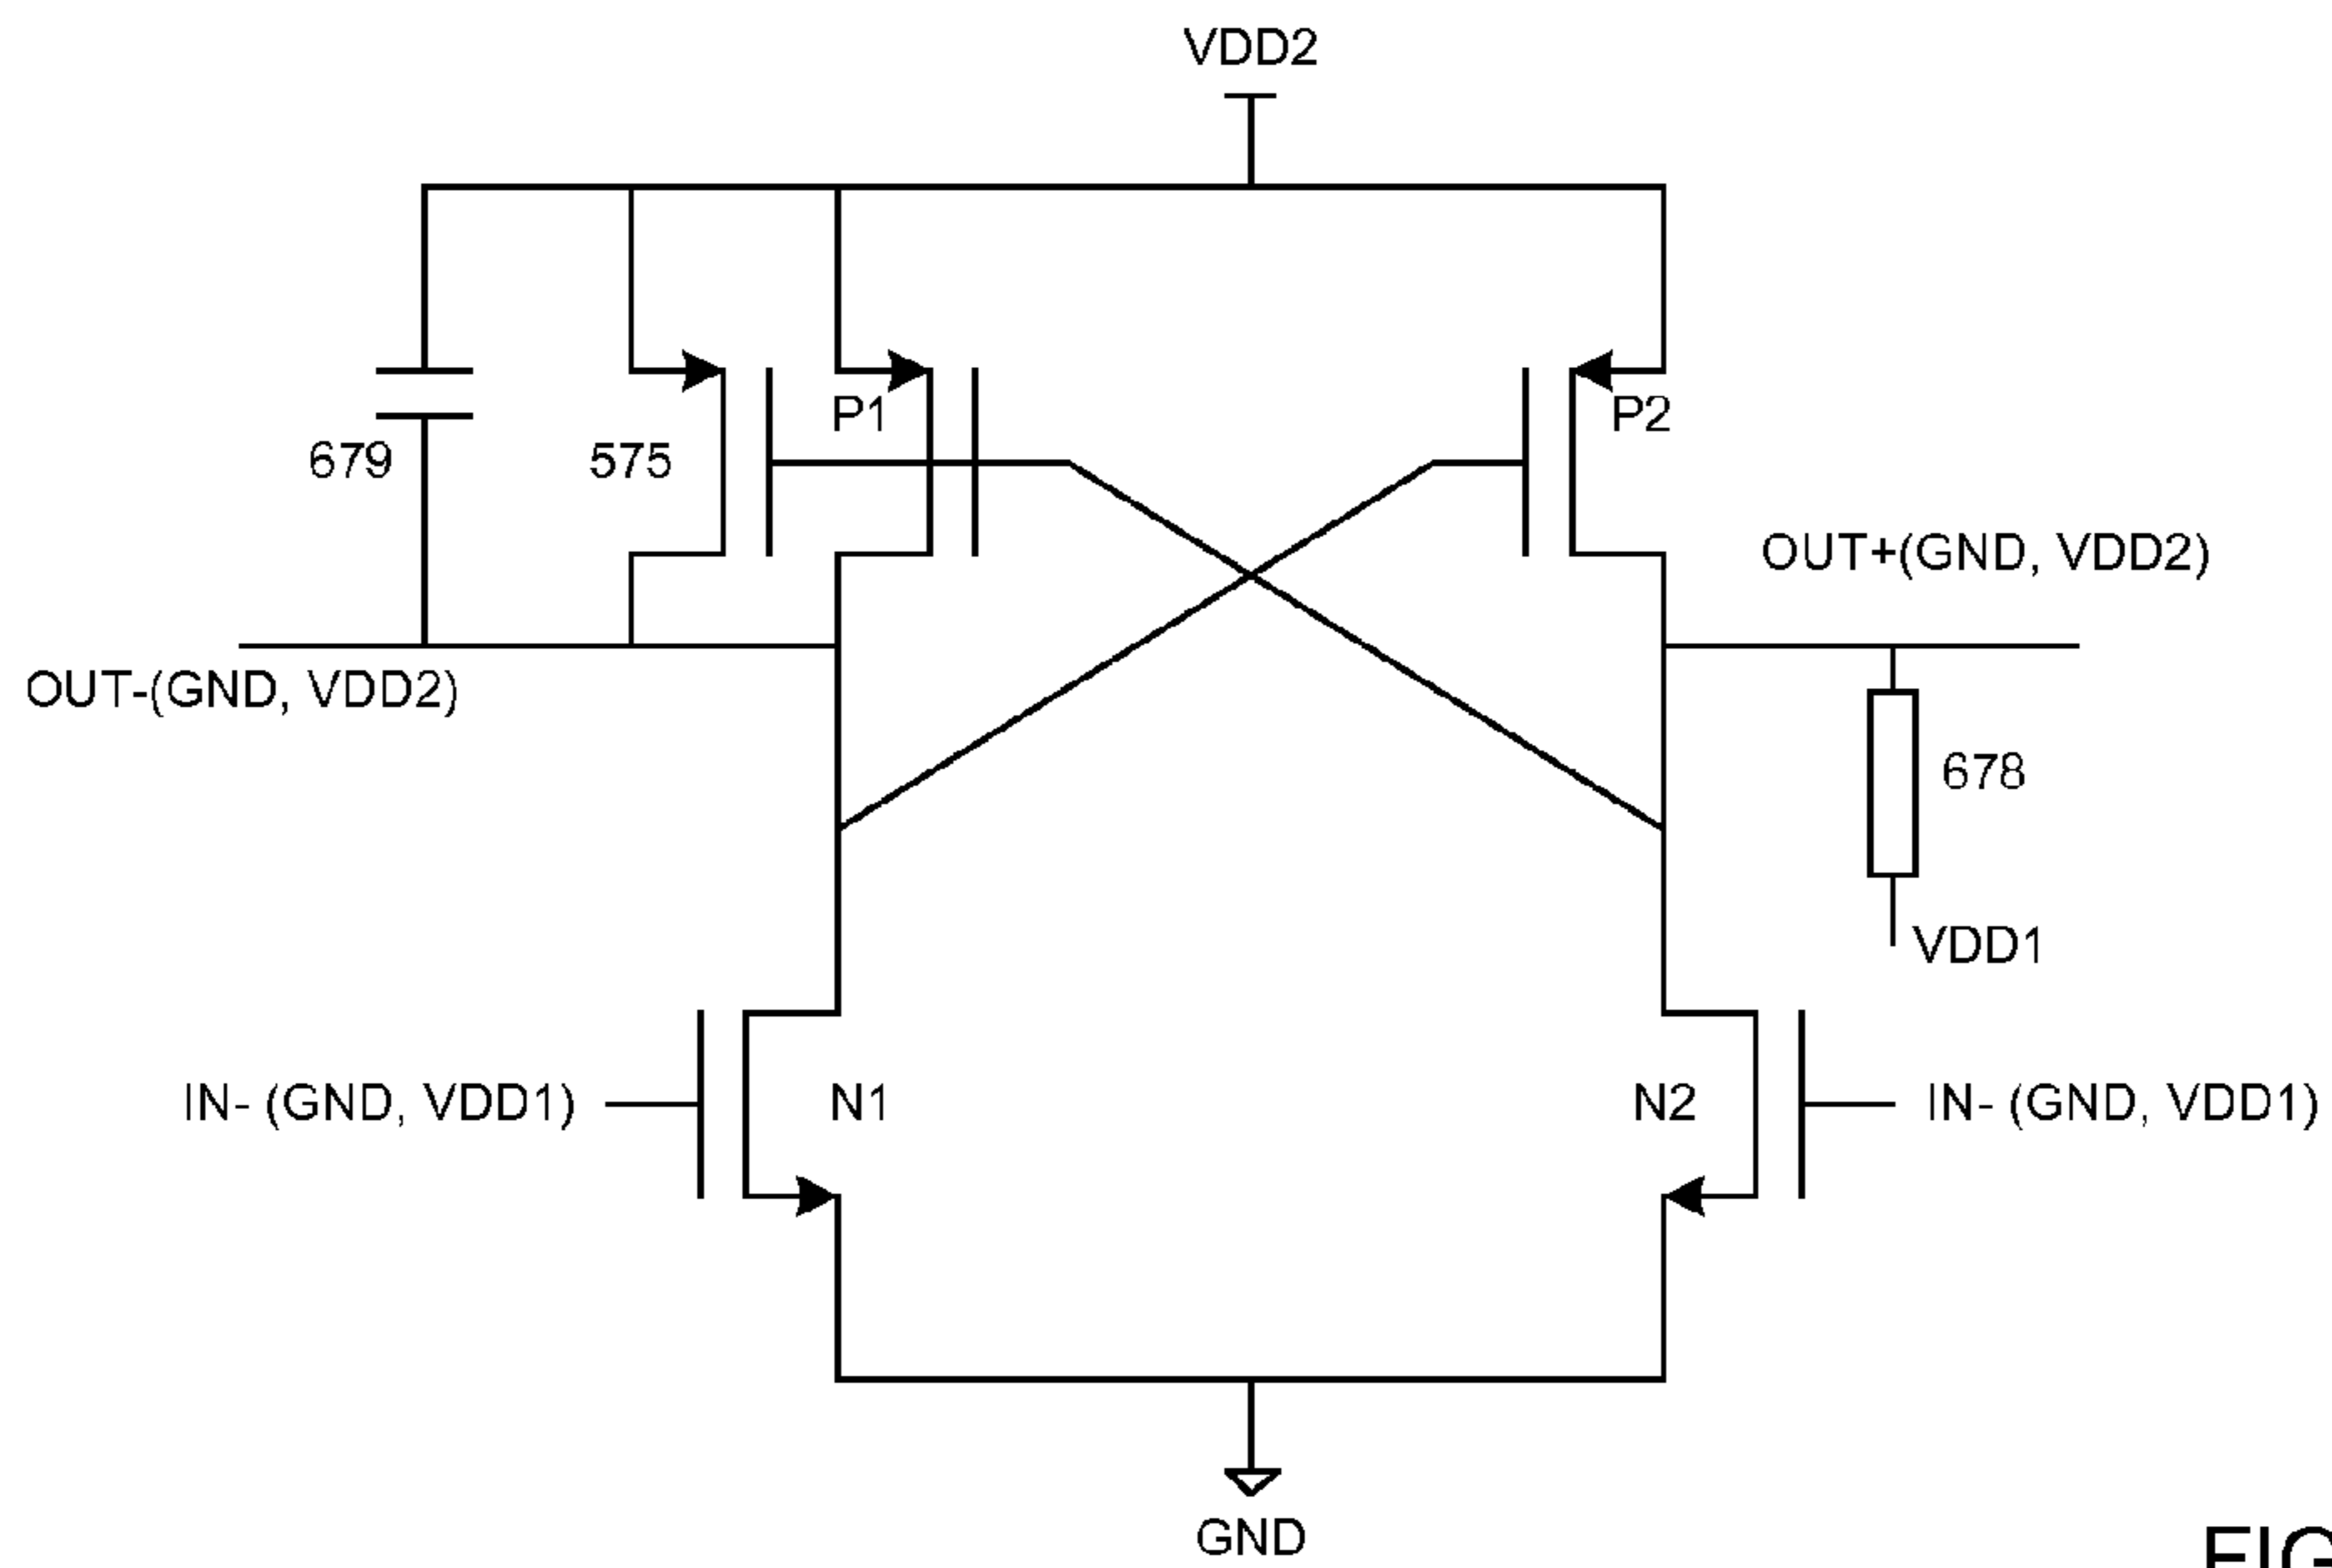 VDD2
P1
P2
679
575
OUT+(GND, VDD2)
OUT-(GND, VDD2)
678
VDD1
IN- (GND, VDD1)
N1
N2
IN- (GND, VDD1)
GND
FIG